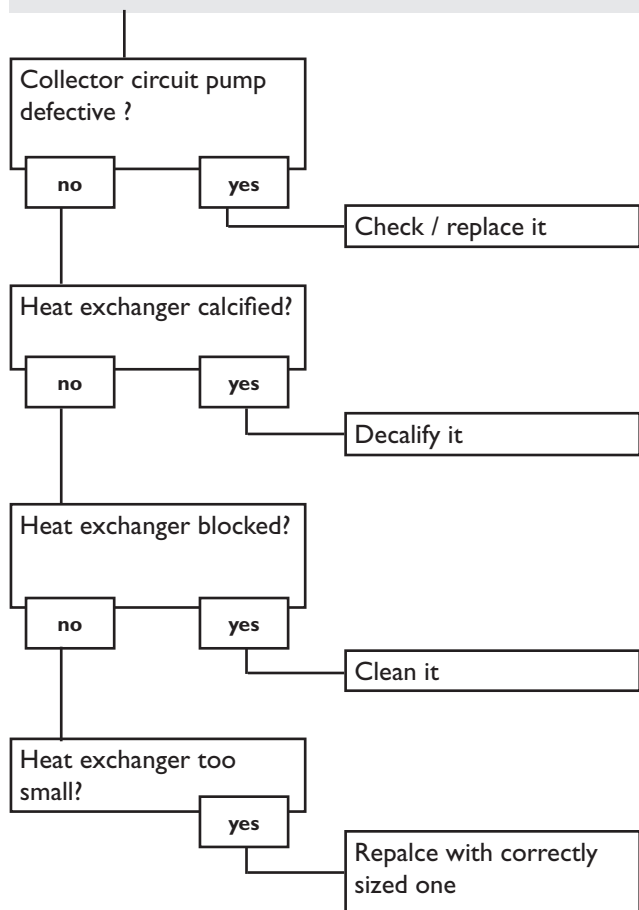 Collector circuit pump
defective ?
no
yes
Check / replace it
Heat exchanger calcified?
no
yes
Decalify it
Heat exchanger blocked?
no
yes
Clean it
Heat exchanger too
small?
yes
Repalce with correctly
sized one